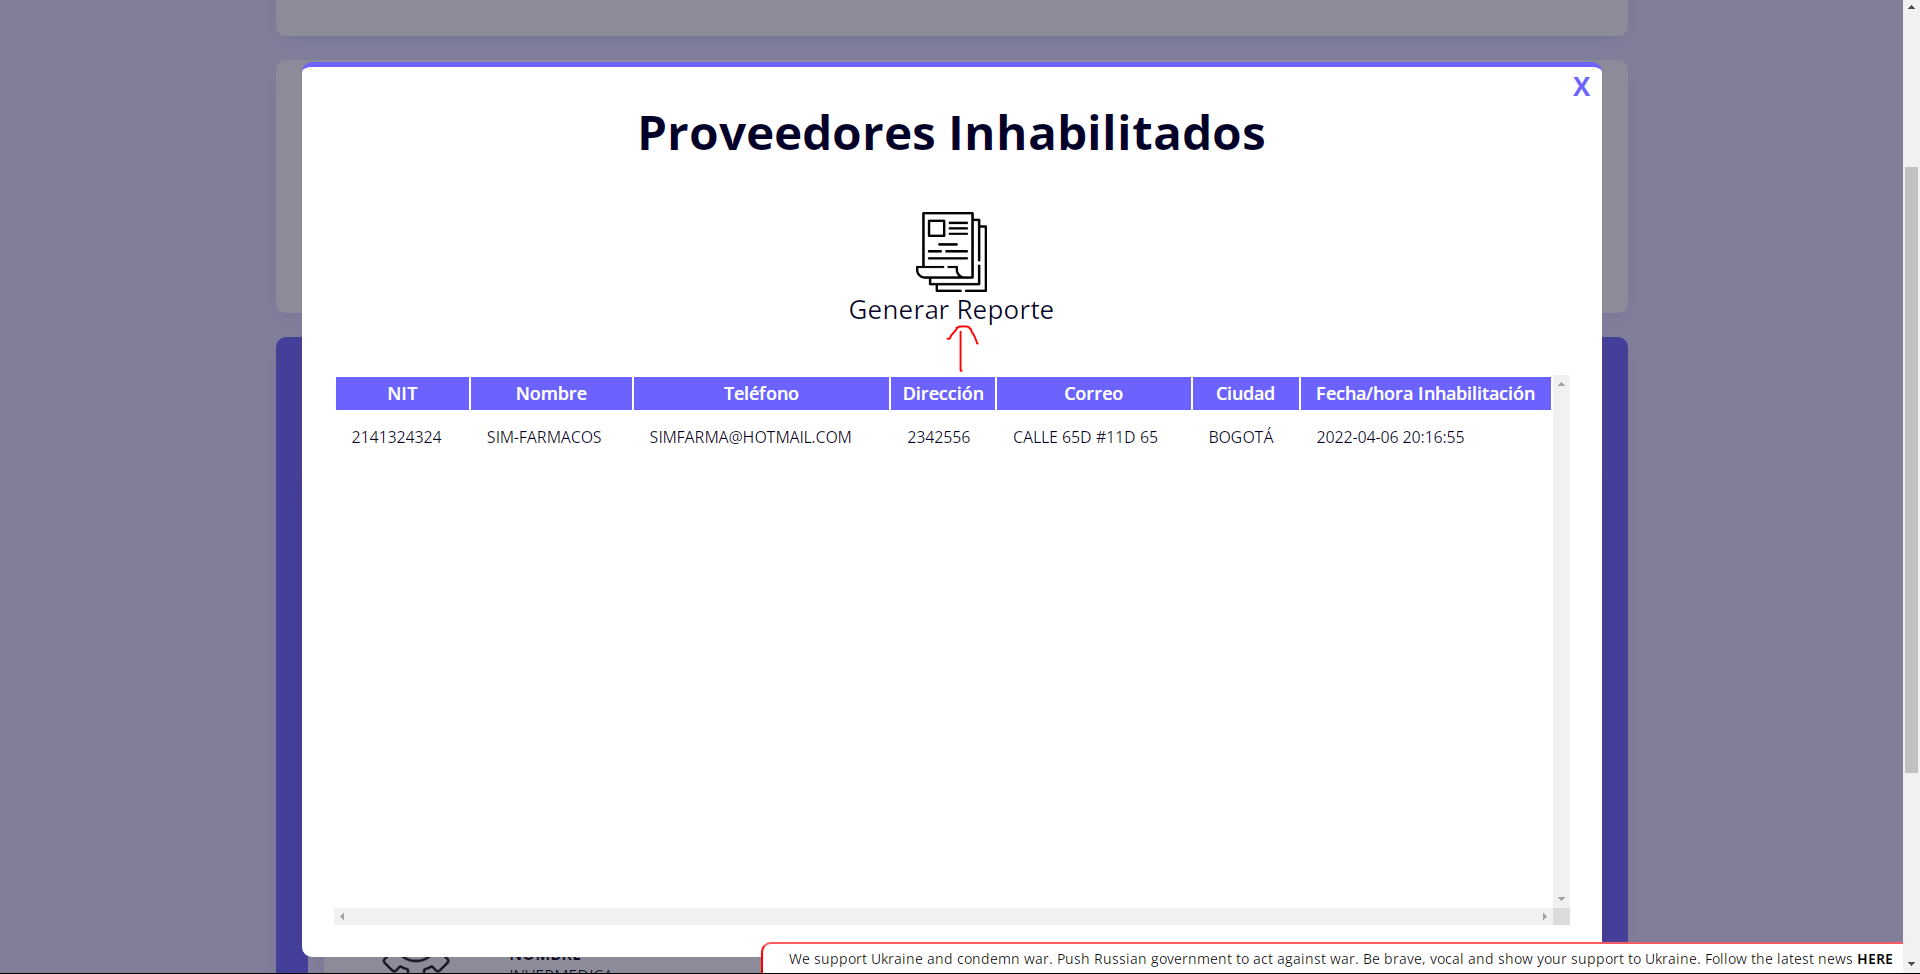 X
Proveedores Inhabilitados
Generar Reporte
NIT Nombre Teléfono Dirección Correo Ciudad Fecha/hora Inhabilitación
2141324324 SIM-FARMACOS SIMFARMA@HOTMAIL.COM 2342556 CALLE 65D #11D 65 BOGOTÁ 2022-04-06 20:16:55
NOMBRE
We support Ukraine and condemn war. Push Russian government to act against war. Be brave, vocal and show your support to Ukraine. Follow the latest news HERE